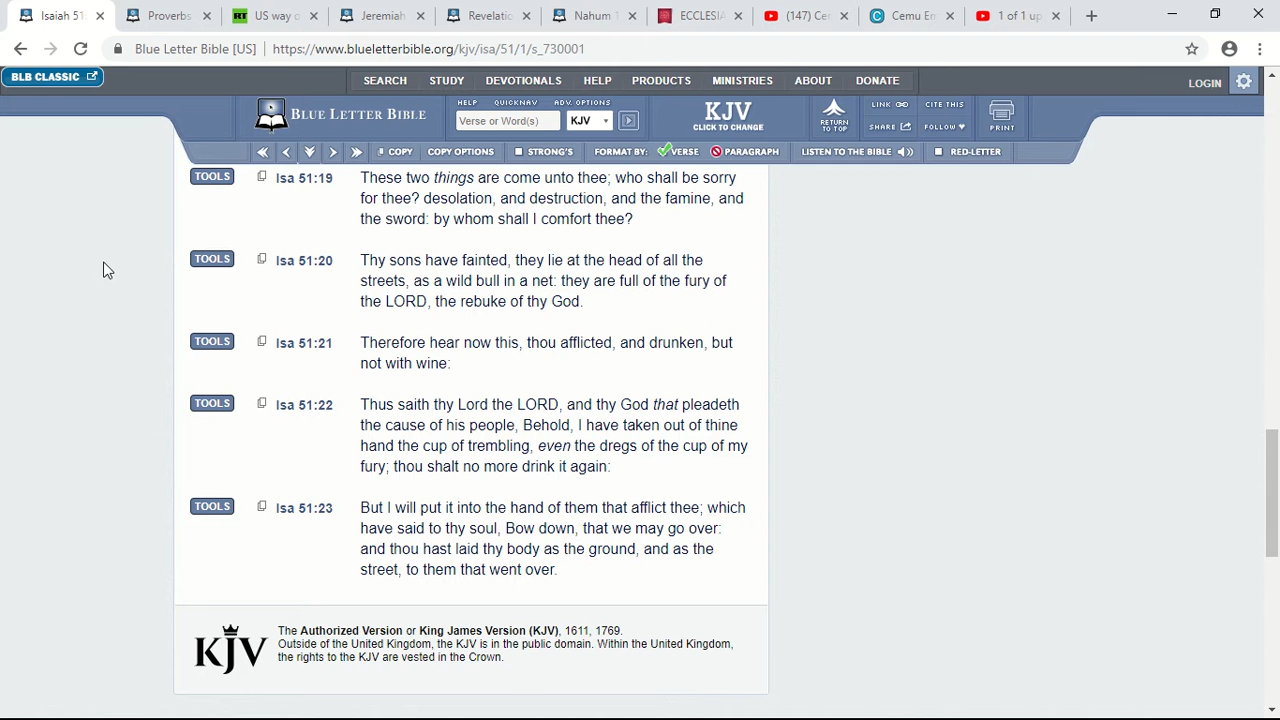 Isaiah 51:
Proverbs
US way o
Jeremia
Revelati
Nahum 1
ECCLESIA
(147) Ce
Cemu E
1 of 1 up
Blue Letter Bible [US]
https://www.blueletterbible.org/kjv/isa/51/1/s_730001
BLB CLASSIC
SEARCH STUDY DEVOTIONALS HELP PRODUCTS MINISTRIES ABOUT DONATE
LOGIN
BLUE LETTER BIBLE
HELP QUICKNAV ADV. OPTIONS
Verse or Word(s)
KJV
KJV
CLICK TO CHANGE
RETURN
TO TOP
LINK
CITE THIS
SHARE
FOLLOW
PRINT
COPY COPY OPTIONS STRONG'S FORMAT BY: VERSE PARAGRAPH LISTEN TO THE BIBLE RED-LETTER
TOOLS Isa 51:19 These two things are come unto thee; who shall be sorry
for thee? desolation, and destruction, and the famine, and
the sword: by whom shall I comfort thee?
TOOLS Isa 51:20 Thy sons have fainted, they lie at the head of all the
streets, as a wild bull in a net: they are full of the fury of
the LORD, the rebuke of thy God.
TOOLS Isa 51:21 Therefore hear now this, thou afflicted, and drunken, but
not with wine:
TOOLS Isa 51:22 Thus saith thy Lord the LORD, and thy God that pleadeth
the cause of his people, Behold, I have taken out of thine
hand the cup of trembling, even the dregs of the cup of my
fury; thou shalt no more drink it again:
TOOLS Isa 51:23 But I will put it into the hand of them that afflict thee; which
have said to thy soul, Bow down, that we may go over:
and thou hast laid thy body as the ground, and as the
street, to them that went over.
KJV
The Authorized Version or King James Version (KJV), 1611, 1769.
Outside of the United Kingdom, the KJV is in the public domain. Within the United Kingdom,
the rights to the KJV are vested in the Crown.